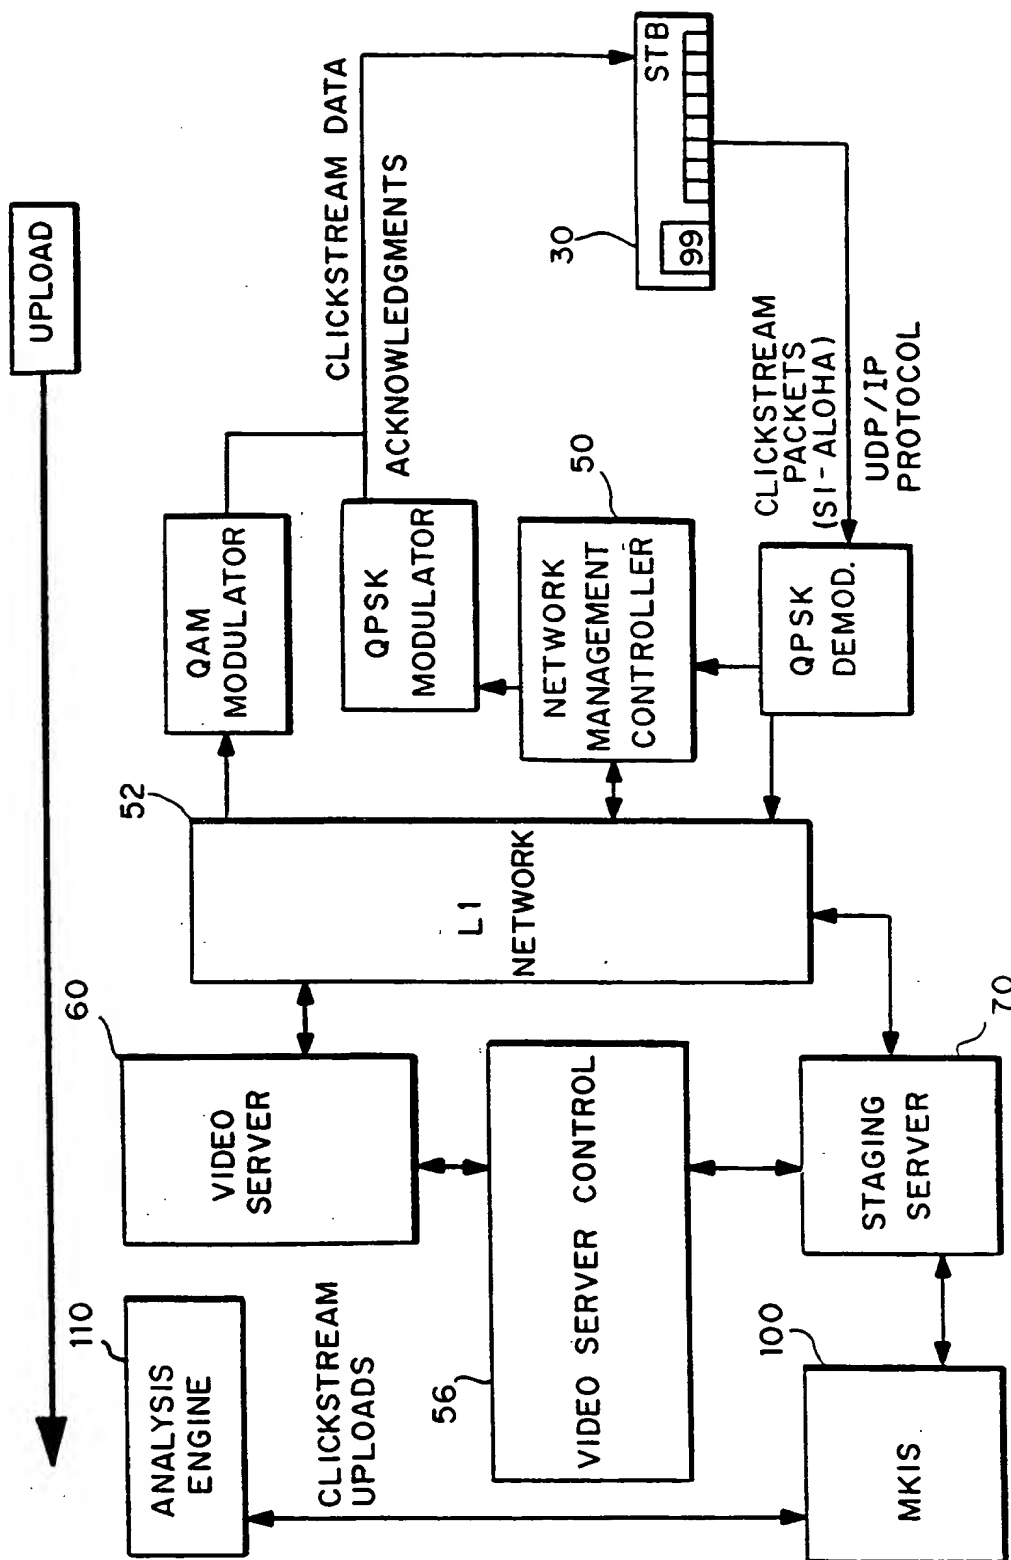 UPLOAD
110
ANALYSIS
ENGINE
CLICKSTREAM
UPLOADS
60
VIDEO
SERVER
52
QAM
MODULATOR
CLICKSTREAM DATA
ACKNOWLEDGMENTS
QPSK
MODULATOR
56
VIDEO SERVER CONTROL
L1
NETWORK
50
NETWORK
MANAGEMENT
CONTROLLER
30
STB
99
CLICKSTREAM
PACKETS
(SI-ALOHA)
UDP/IP
PROTOCOL
100
MKIS
STAGING
SERVER
70
QPSK
DEMOD.